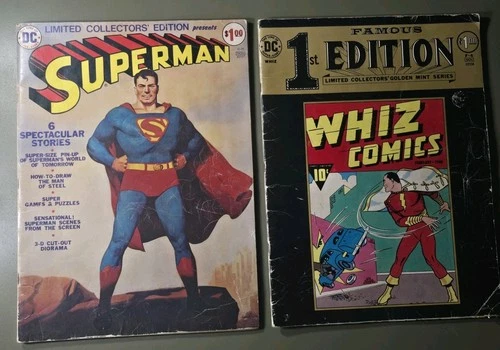 DC
LIMITED COLLECTORS' EDITION presents
$1.00
SUPERMAN
6
SPECTACULAR
STORIES
SUPER-SIZE PIN-UP
OF SUPERMAN'S WORLD
OF TOMORROW
HOW-TO-DRAW
THE MAN
OF STEEL
SUPER
GAMES & PUZZLES
SENSATIONAL!
SUPERMAN SCENES
FROM THE SCREEN
3-D CUT-OUT
DIORAMA
S
FAMOUS
DC
1st EDITION
LIMITED COLLECTORS' GOLDEN MINT SERIES
WHIZ
COMICS
10¢